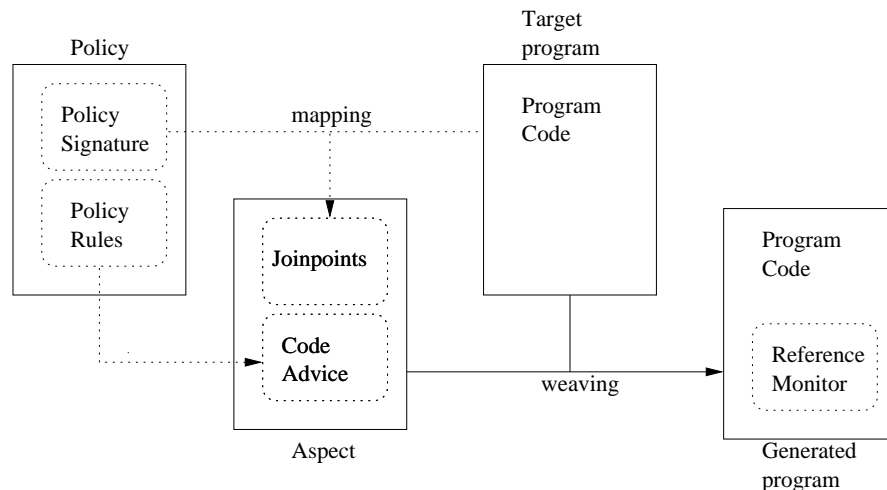 Policy
Policy
Signature
Policy
Rules
mapping
Target
program
Program
Code
Joinpoints
Code
Advice
Aspect
weaving
Program
Code
Reference
Monitor
Generated
program